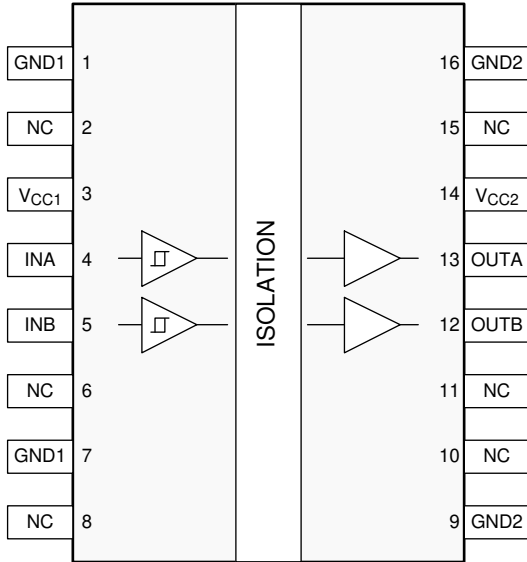 GND1 1 16 GND2
NC 2 15 NC
VCC1 3 14 VCC2
INA 4 13 OUTA
INB 5 12 OUTB
ISOLATION
NC 6 11 NC
GND1 7 10 NC
NC 8 9 GND2